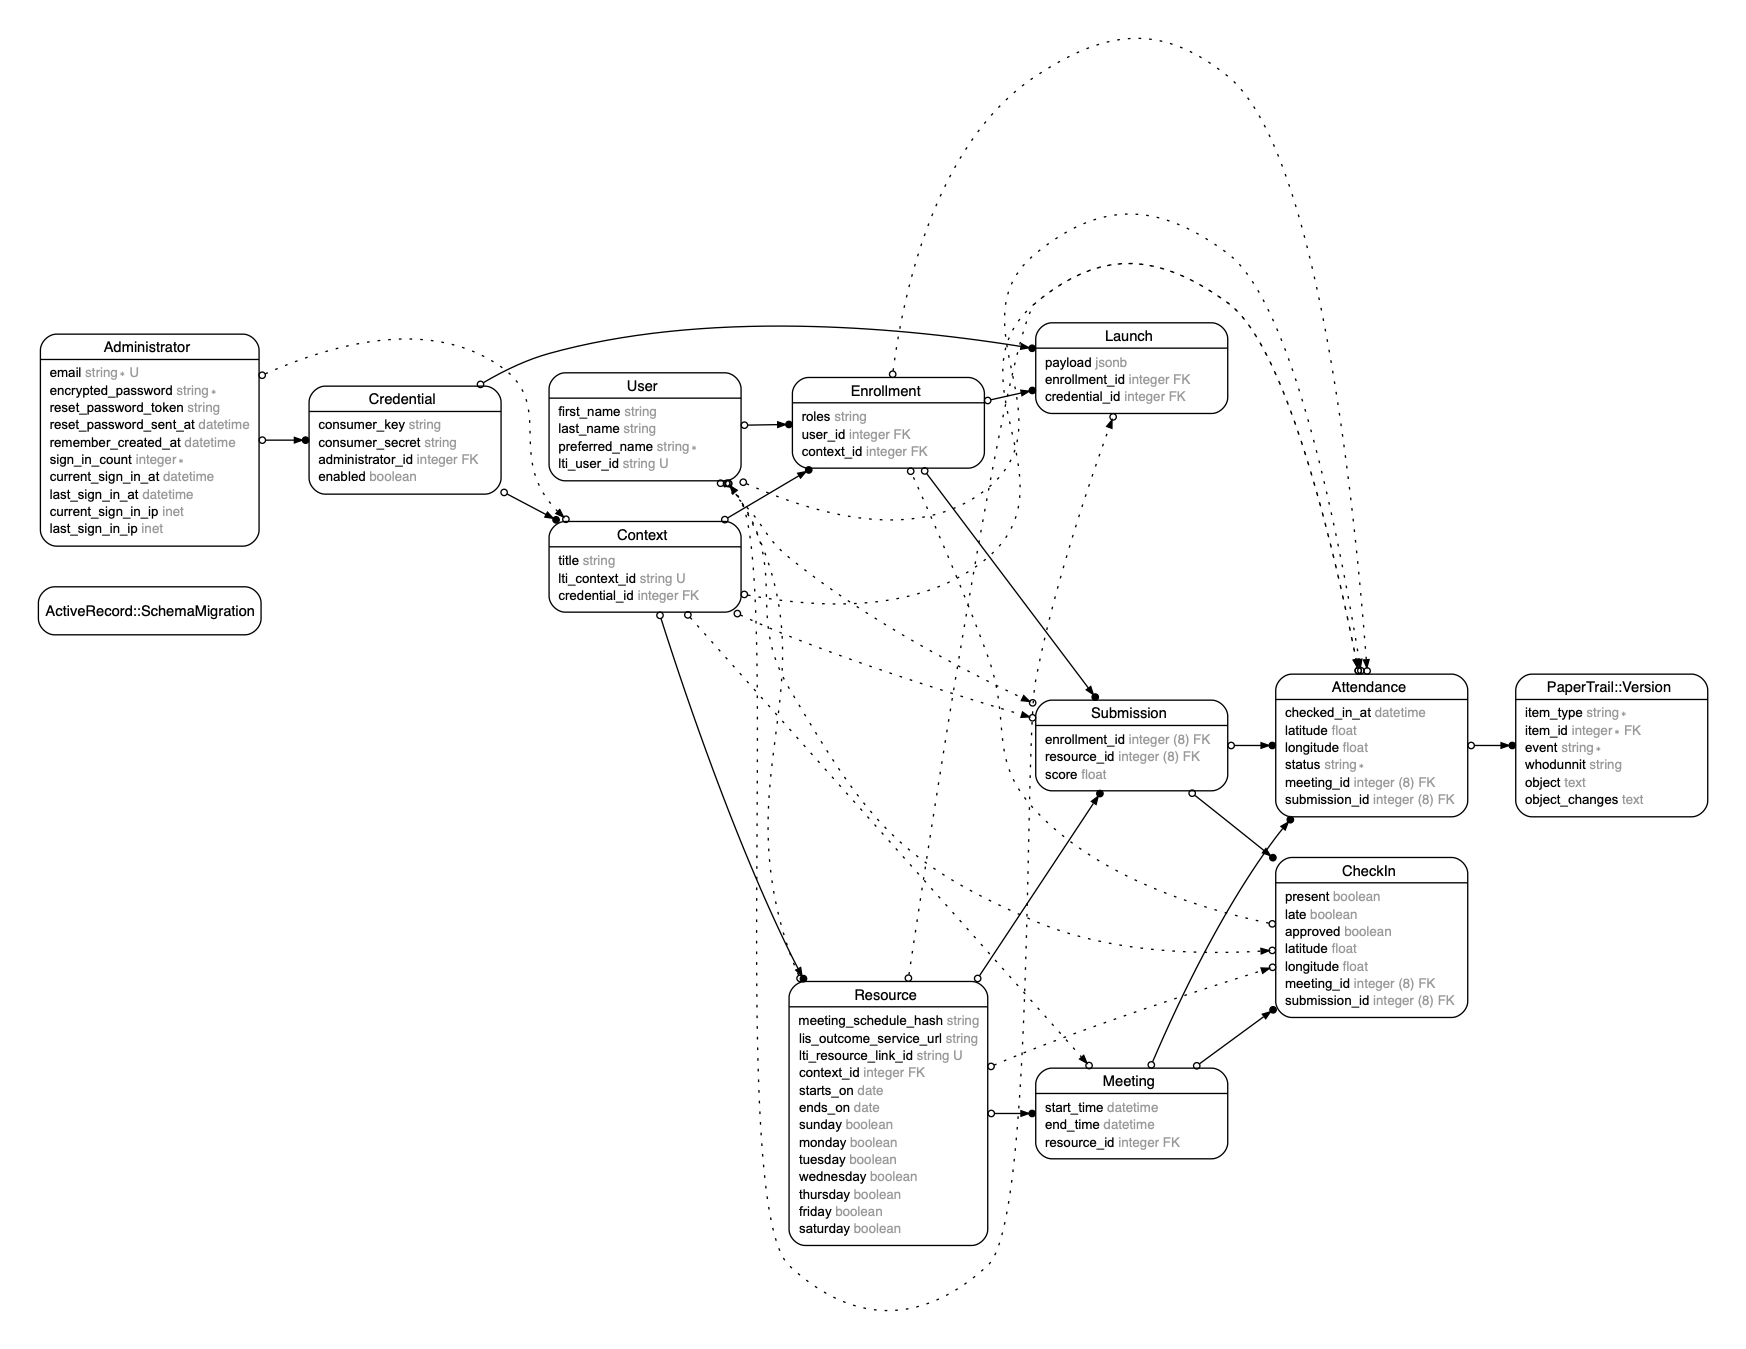 Administrator
email string∗ U
encrypted_password string∗
reset_password_token string
reset_password_sent_at datetime
remember_created_at datetime
sign_in_count integer∗
current_sign_in_at datetime
last_sign_in_at datetime
current_sign_in_ip inet
last_sign_in_ip inet
ActiveRecord::SchemaMigration
Credential
consumer_key string
consumer_secret string
administrator_id integer FK
enabled boolean
User
first_name string
last_name string
preferred_name string∗
lti_user_id string U
Context
title string
lti_context_id string U
credential_id integer FK
Enrollment
roles string
user_id integer FK
context_id integer FK
Launch
payload jsonb
enrollment_id integer FK
credential_id integer FK
Submission
enrollment_id integer (8) FK
resource_id integer (8) FK
score float
Attendance
checked_in_at datetime
latitude float
longitude float
status string∗
meeting_id integer (8) FK
submission_id integer (8) FK
PaperTrail::Version
item_type string∗
item_id integer∗ FK
event string∗
whodunnit string
object text
object_changes text
CheckIn
present boolean
late boolean
approved boolean
latitude float
longitude float
meeting_id integer (8) FK
submission_id integer (8) FK
Resource
meeting_schedule_hash string
lis_outcome_service_url string
lti_resource_link_id string U
context_id integer FK
starts_on date
ends_on date
sunday boolean
monday boolean
tuesday boolean
wednesday boolean
thursday boolean
friday boolean
saturday boolean
Meeting
start_time datetime
end_time datetime
resource_id integer FK